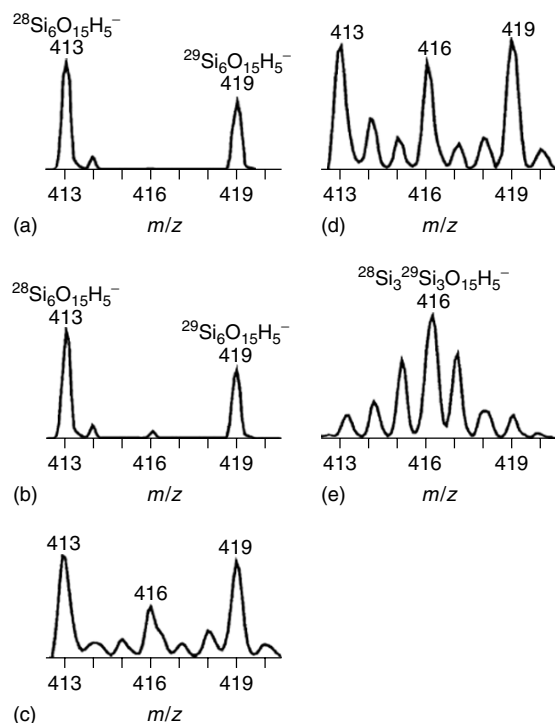 ²⁸Si₆O₁₅H₅⁻
413
²⁹Si₆O₁₅H₅⁻
419
413 416 419
(a) m/z
²⁸Si₆O₁₅H₅⁻
413
²⁹Si₆O₁₅H₅⁻
419
413 416 419
(b) m/z
413
416
419
413 416 419
(c) m/z
413
416
419
413 416 419
(d) m/z
²⁸Si₃²⁹Si₃O₁₅H₅⁻
416
413 416 419
(e) m/z